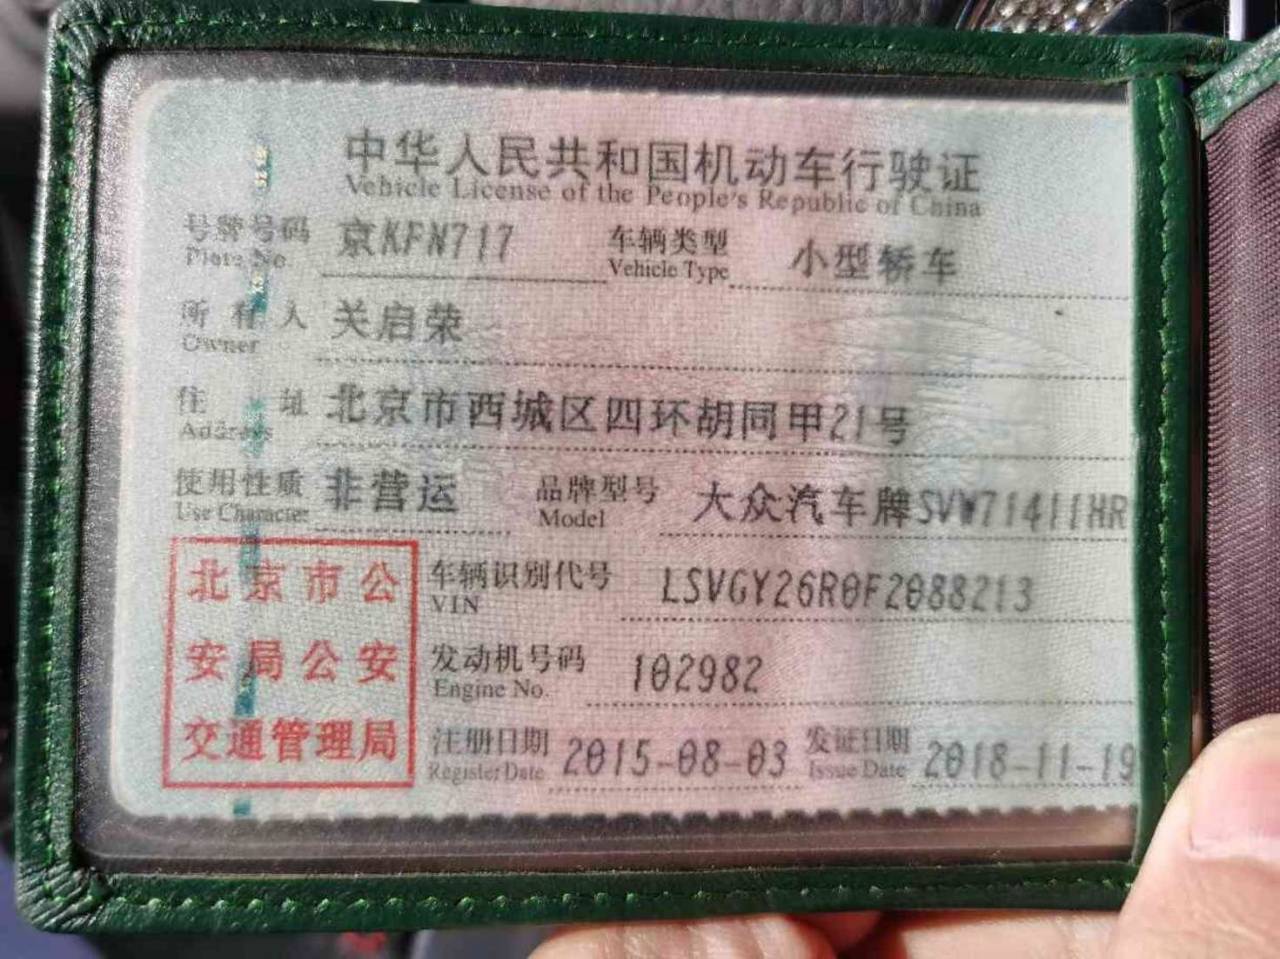 中华人民共和国机动车行驶证
Vehicle License of the People's Republic of China
号牌号码 京KFN717 车辆类型 小型轿车
Plate No. Vehicle Type
所有人 关启荣
Owner
住址 北京市西城区四环胡同甲21号
Address
使用性质 非营运 品牌型号 大众汽车牌SVW71411HR
Use Character Model
北京市公
安局公安
交通管理局
车辆识别代号 LSVGY26R0F2088213
VIN
发动机号码 102982
Engine No.
注册日期 2015-08-03 发证日期 2018-11-19
Register Date Issue Date